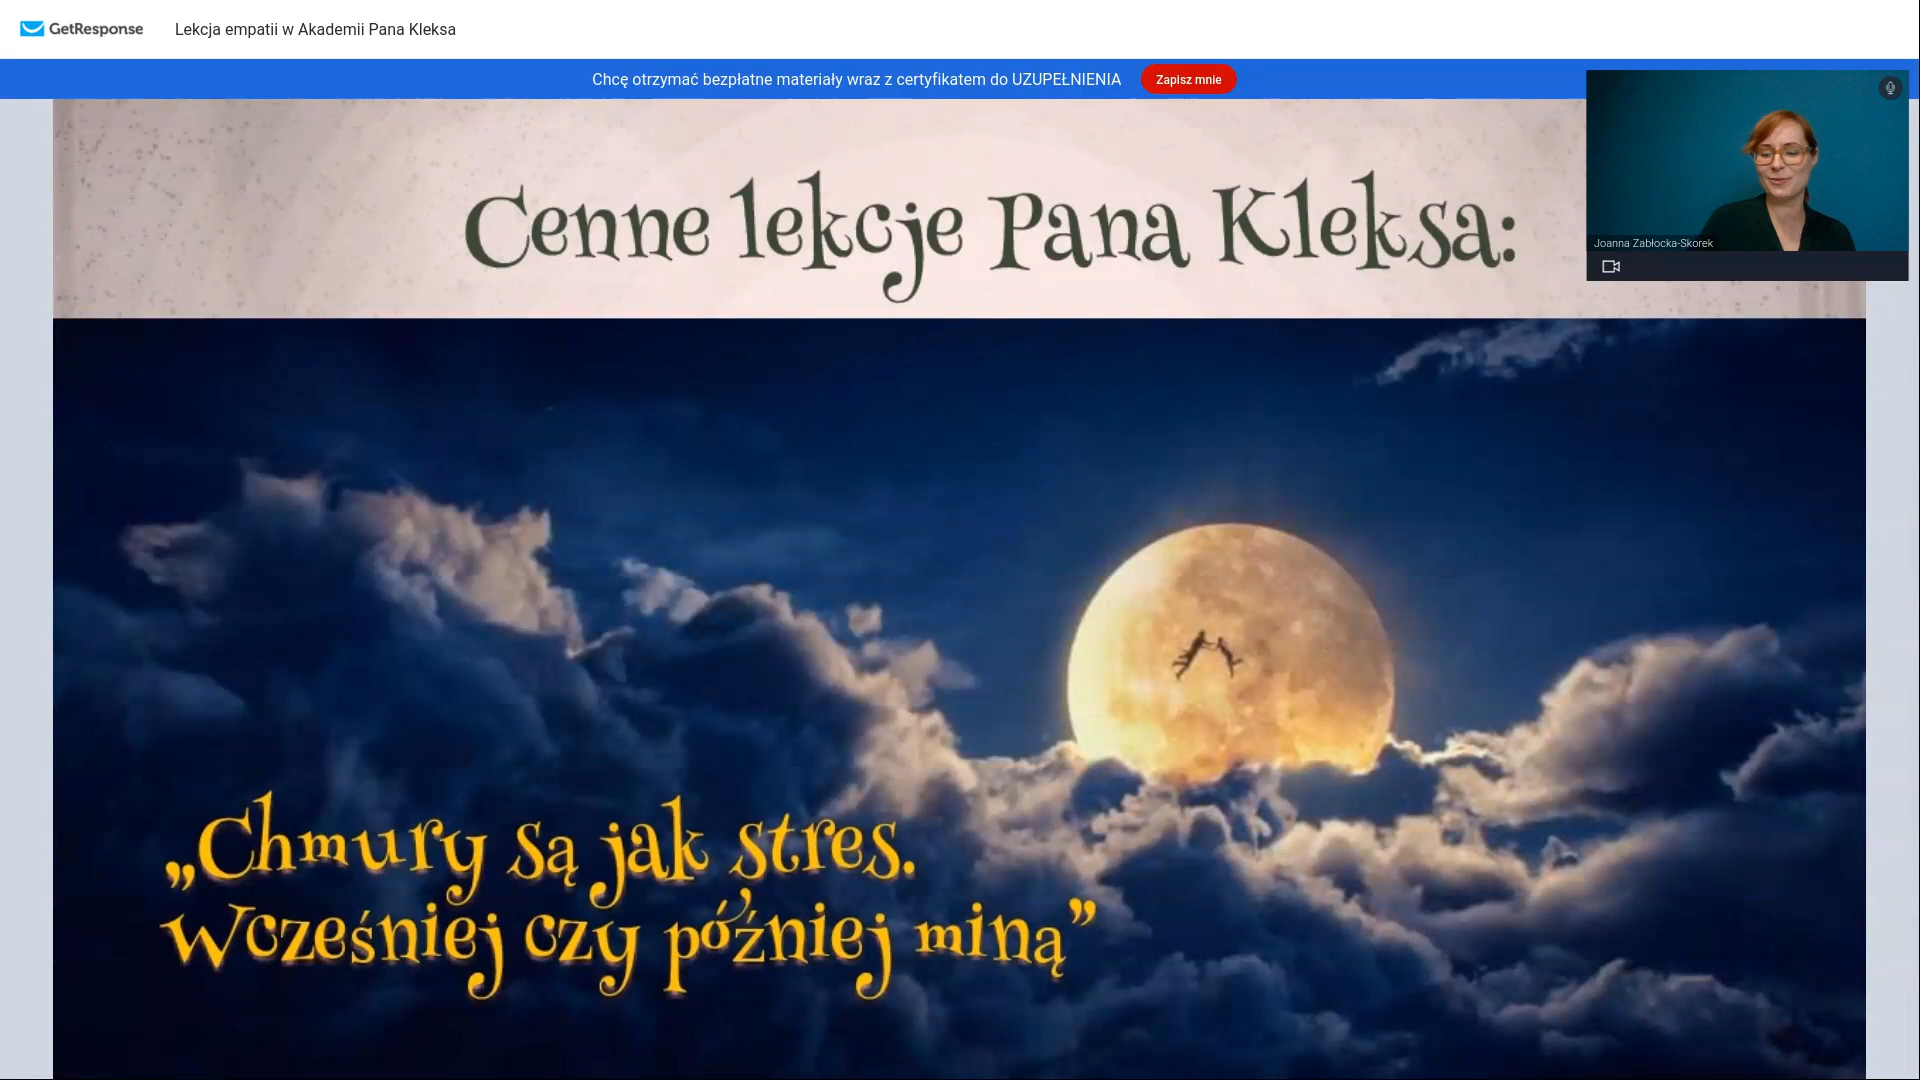 GetResponse
Lekcja empatii w Akademii Pana Kleksa
Chcę otrzymać bezpłatne materiały wraz z certyfikatem do UZUPEŁNIENIA
Zapisz mnie
Joanna Zabłocka-Skorek
Cenne lekcje Pana Kleksa:
„Chmury są jak stres.
Wcześniej czy później miną”